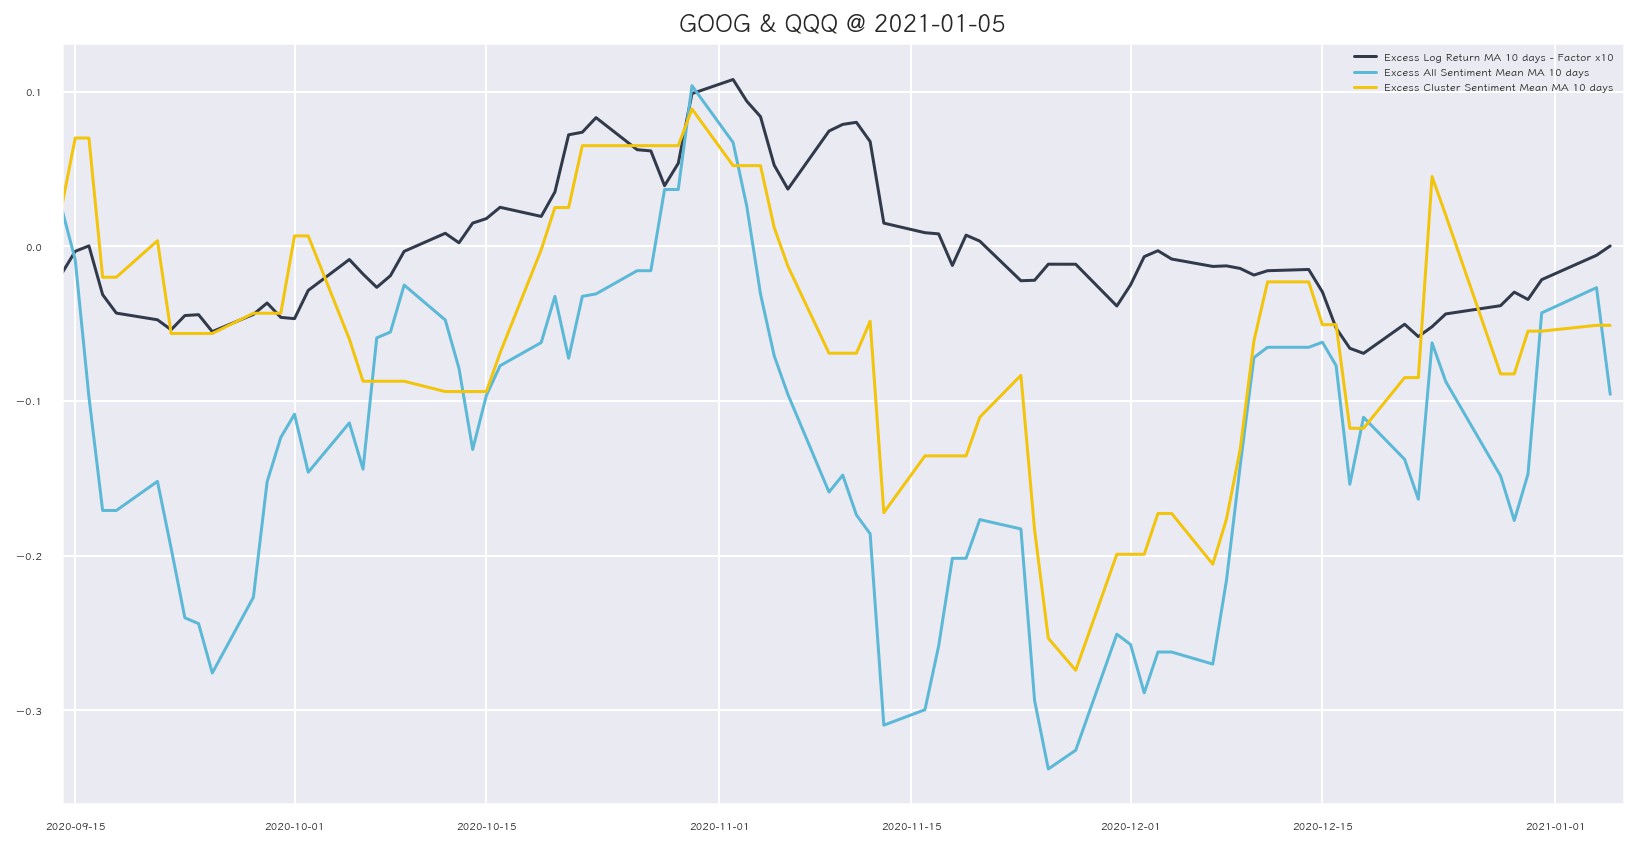 GOOG & QQQ @ 2021-01-05
Excess Log Return MA 10 days - Factor x10
Excess All Sentiment Mean MA 10 days
Excess Cluster Sentiment Mean MA 10 days
0.1
0.0
−0.1
−0.2
−0.3
2020-09-15 2020-10-01 2020-10-15 2020-11-01 2020-11-15 2020-12-01 2020-12-15 2021-01-01